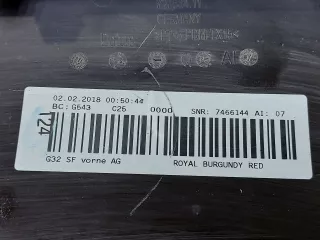 GERMANY
02.02.2018 00:50:44
BC: G543 C25 0000 SNR: 7466144 AI: 07
124
G32 SF vorne AG ROYAL BURGUNDY RED